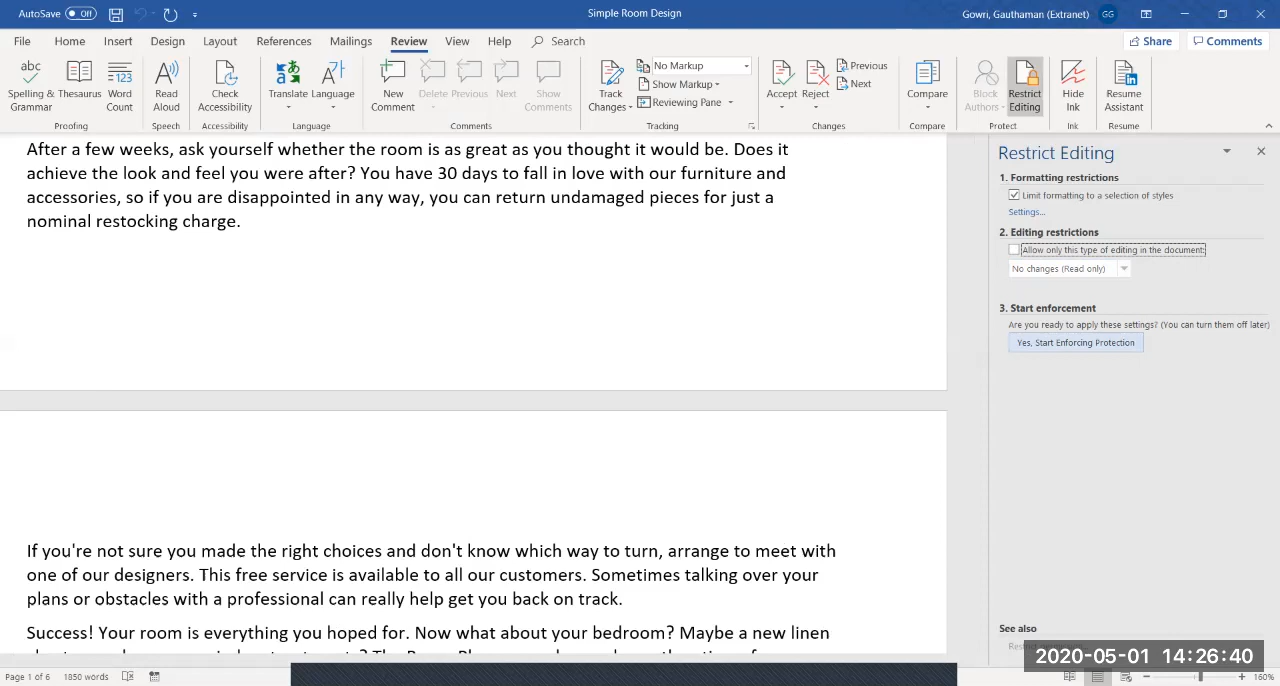 AutoSave Off Simple Room Design Gowri, Gauthaman (Extranet) GG
File Home Insert Design Layout References Mailings Review View Help Search Share Comments
Spelling & Grammar Thesaurus Word Count Read Aloud Check Accessibility Translate Language New Comment Delete Previous Next Show Comments Track Changes No Markup Show Markup Reviewing Pane Accept Reject Previous Next Compare Block Authors Restrict Editing Hide Ink Resume Assistant
Proofing Speech Accessibility Language Comments Tracking Changes Compare Protect Ink Resume
After a few weeks, ask yourself whether the room is as great as you thought it would be. Does it
achieve the look and feel you were after? You have 30 days to fall in love with our furniture and
accessories, so if you are disappointed in any way, you can return undamaged pieces for just a
nominal restocking charge.
If you're not sure you made the right choices and don't know which way to turn, arrange to meet with
one of our designers. This free service is available to all our customers. Sometimes talking over your
plans or obstacles with a professional can really help get you back on track.
Success! Your room is everything you hoped for. Now what about your bedroom? Maybe a new linen
Restrict Editing
1. Formatting restrictions
Limit formatting to a selection of styles
Settings...
2. Editing restrictions
Allow only this type of editing in the document:
No changes (Read only)
3. Start enforcement
Are you ready to apply these settings? (You can turn them off later)
Yes, Start Enforcing Protection
See also
2020-05-01 14:26:40
Page 1 of 6 1850 words 160%